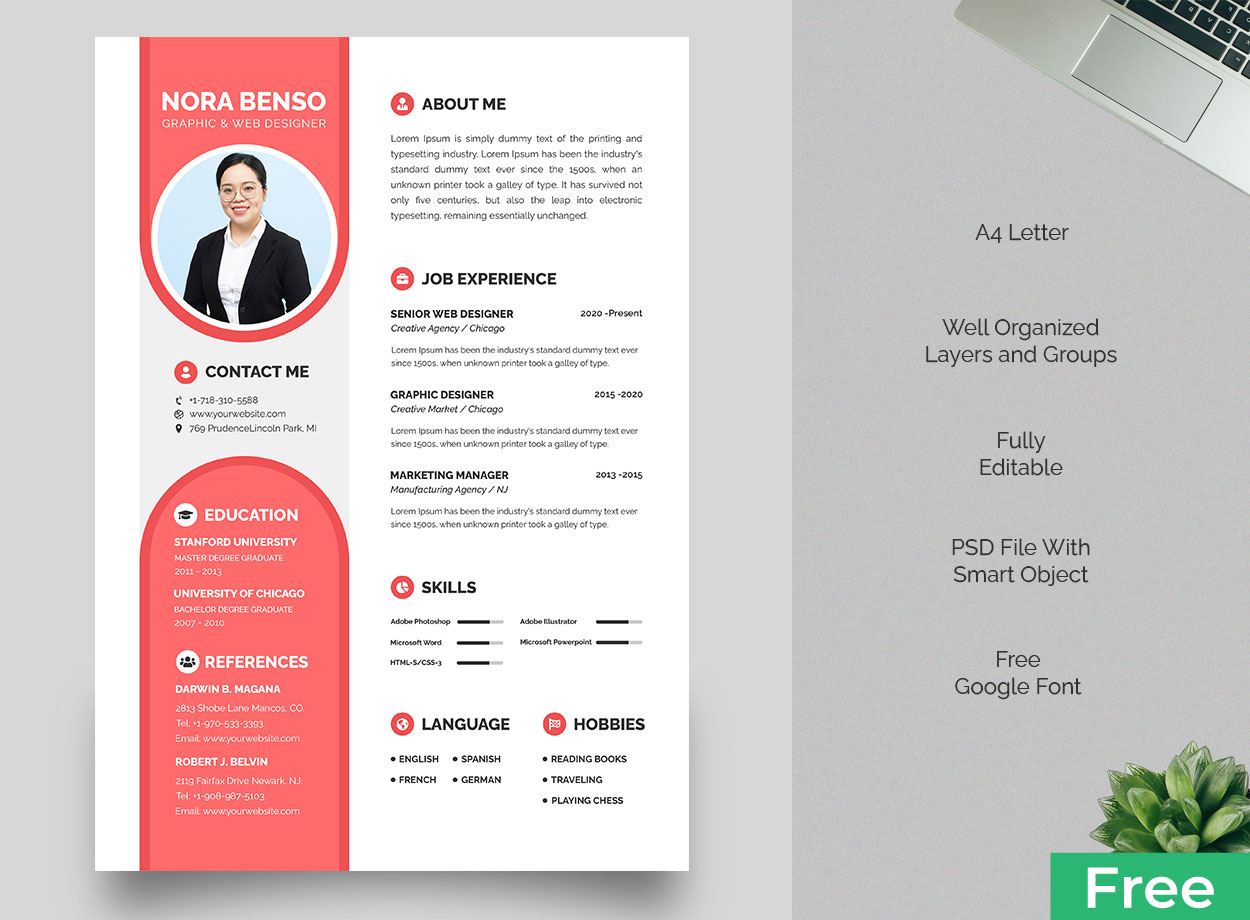 NORA BENSO
GRAPHIC & WEB DESIGNER
CONTACT ME
+1-718-310-5588
www.yourwebsite.com
769 PrudenceLincoln Park, MI
EDUCATION
STANFORD UNIVERSITY
MASTER DEGREE GRADUATE
2011 - 2013
UNIVERSITY OF CHICAGO
BACHELOR DEGREE GRADUATE
2007 - 2010
REFERENCES
DARWIN B. MAGANA
2813 Shobe Lane Mancos, CO.
Tel: +1-970-533-3393
Email: www.yourwebsite.com
ROBERT J. BELVIN
2119 Fairfax Drive Newark, NJ.
Tel: +1-908-987-5103
Email: www.yourwebsite.com
ABOUT ME
Lorem Ipsum is simply dummy text of the printing and
typesetting industry. Lorem Ipsum has been the industry's
standard dummy text ever since the 1500s, when an
unknown printer took a galley of type. It has survived not
only five centuries, but also the leap into electronic
typesetting, remaining essentially unchanged.
JOB EXPERIENCE
SENIOR WEB DESIGNER 2020 -Present
Creative Agency / Chicago
Lorem Ipsum has been the industry's standard dummy text ever
since 1500s, when unknown printer took a galley of type.
GRAPHIC DESIGNER 2015 -2020
Creative Market / Chicago
Lorem Ipsum has been the industry's standard dummy text ever
since 1500s, when unknown printer took a galley of type.
MARKETING MANAGER 2013 -2015
Manufacturing Agency / NJ
Lorem Ipsum has been the industry's standard dummy text ever
since 1500s, when unknown printer took a galley of type.
SKILLS
Adobe Photoshop Adobe Illustrator
Microsoft Word Microsoft Powerpoint
HTML-S/CSS-3
LANGUAGE
ENGLISH SPANISH
FRENCH GERMAN
HOBBIES
READING BOOKS
TRAVELING
PLAYING CHESS
A4 Letter
Well Organized
Layers and Groups
Fully
Editable
PSD File With
Smart Object
Free
Google Font
Free